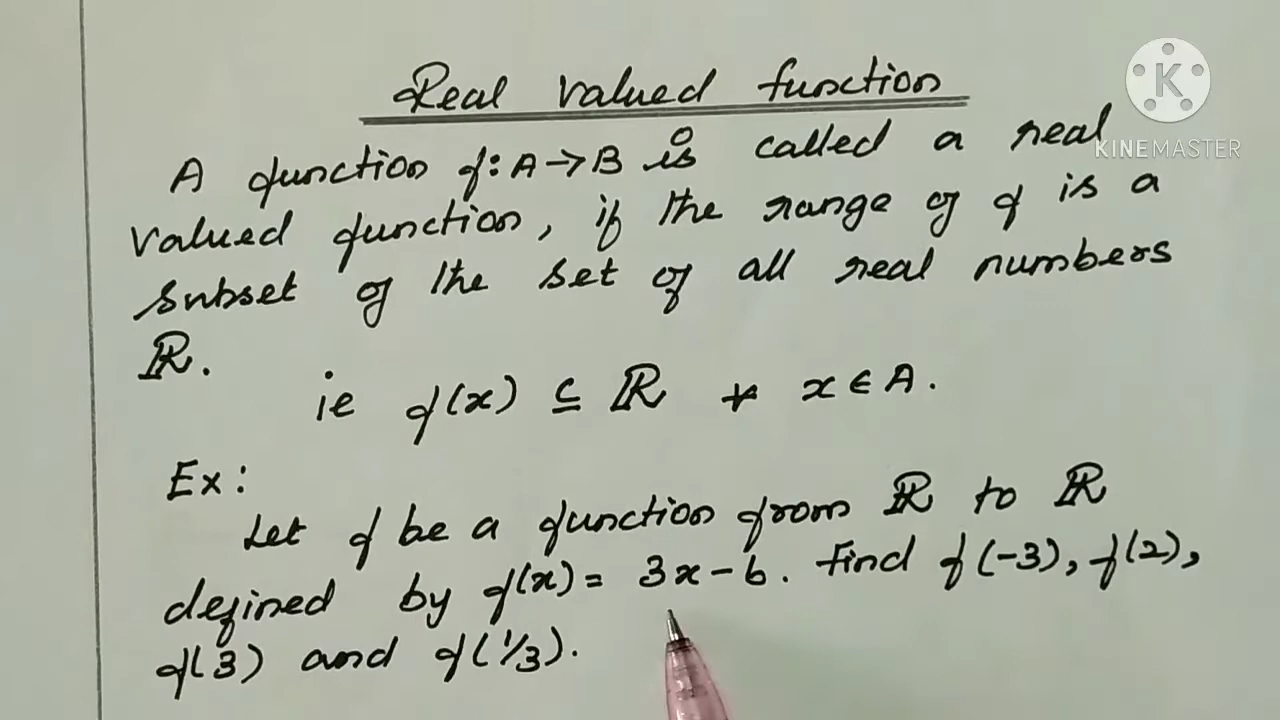 Real valued function
A function f: A → B is called a real
valued function, if the range of f is a
subset of the set of all real numbers
ℝ.
ie f(x) ⊆ ℝ ∀ x ∈ A.
Ex:
Let f be a function from ℝ to ℝ
defined by f(x) = 3x - 6. Find f(-3), f(2),
f(3) and f(1/3).
K
KINEMASTER